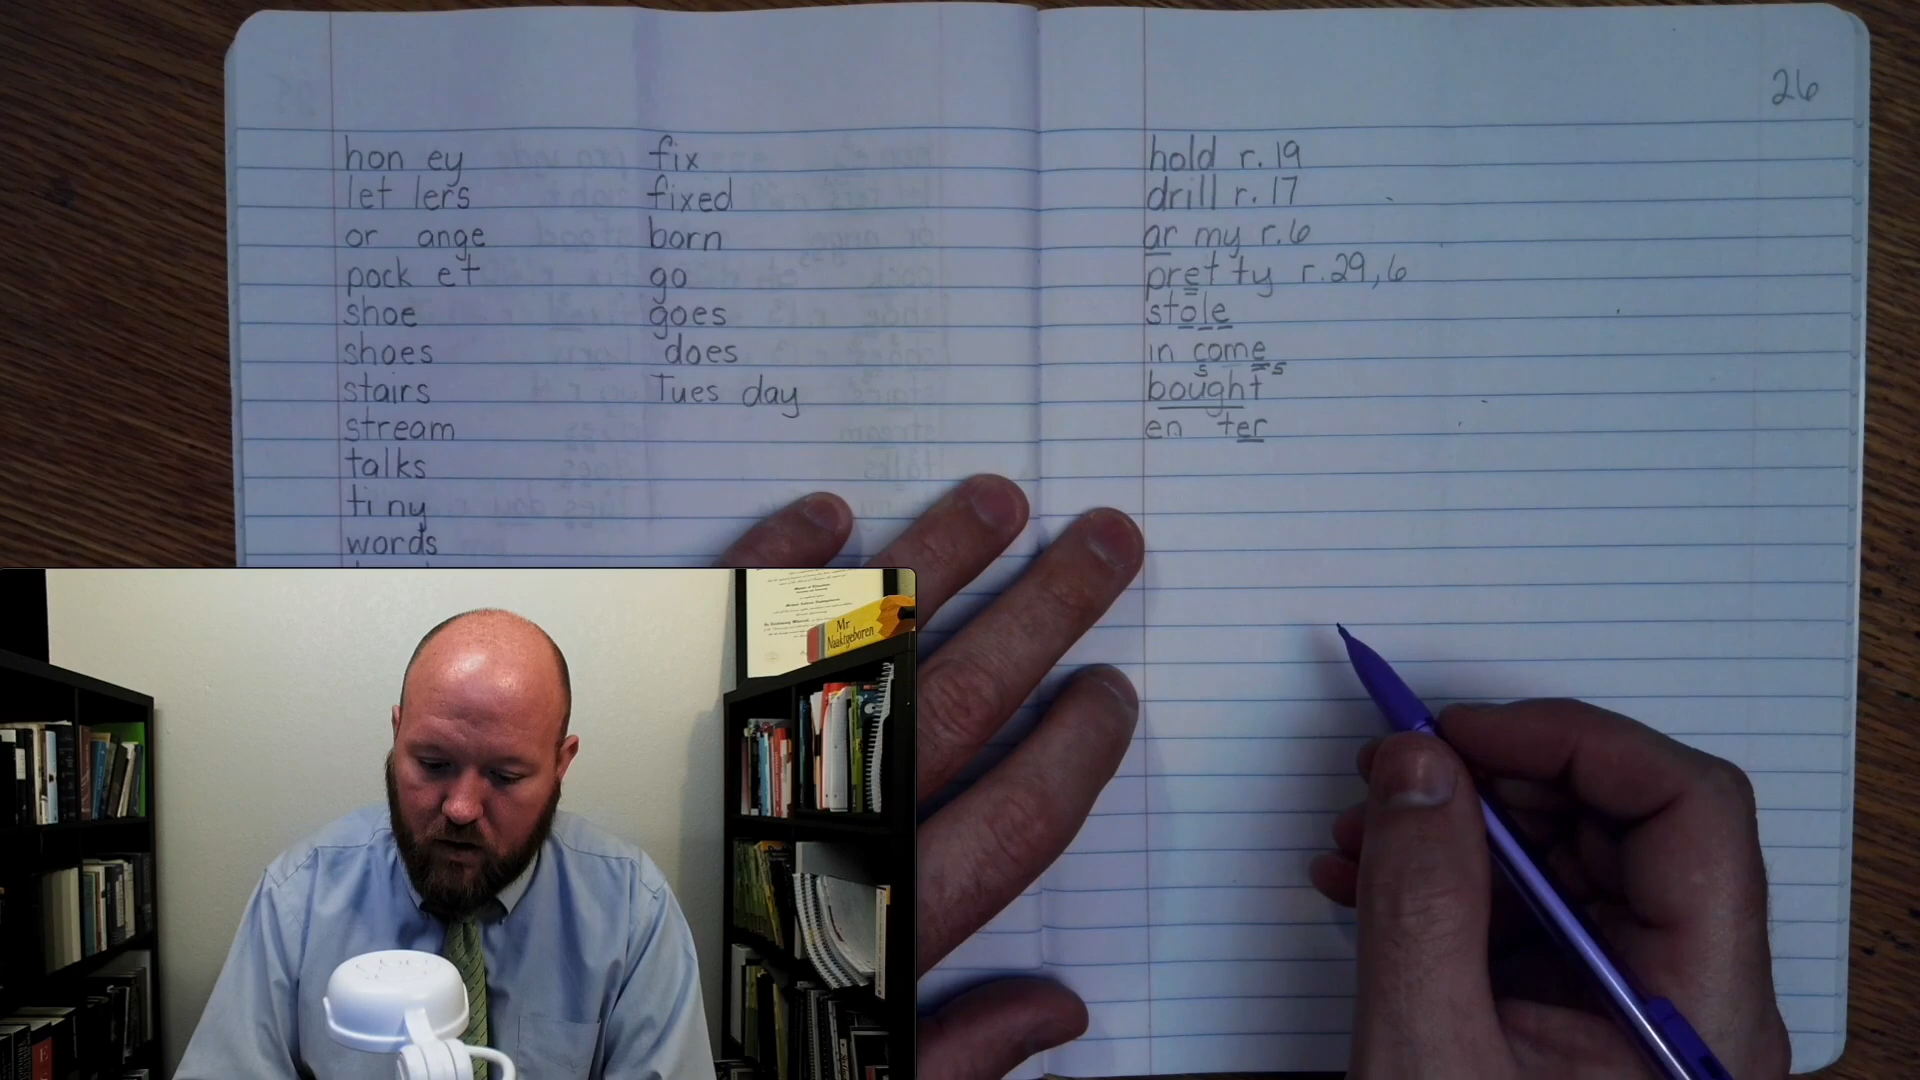 26
hon ey
let lers
or ange
pock et
shoe
shoes
stairs
stream
talks
ti ny
words
fix
fixed
born
go
goes
does
Tues day
hold r. 19
drill r. 17
ar my r. 6
pret ty r. 29, 6
stole
in come
s s
bought
en ter
Mr.
Naaktgeboren